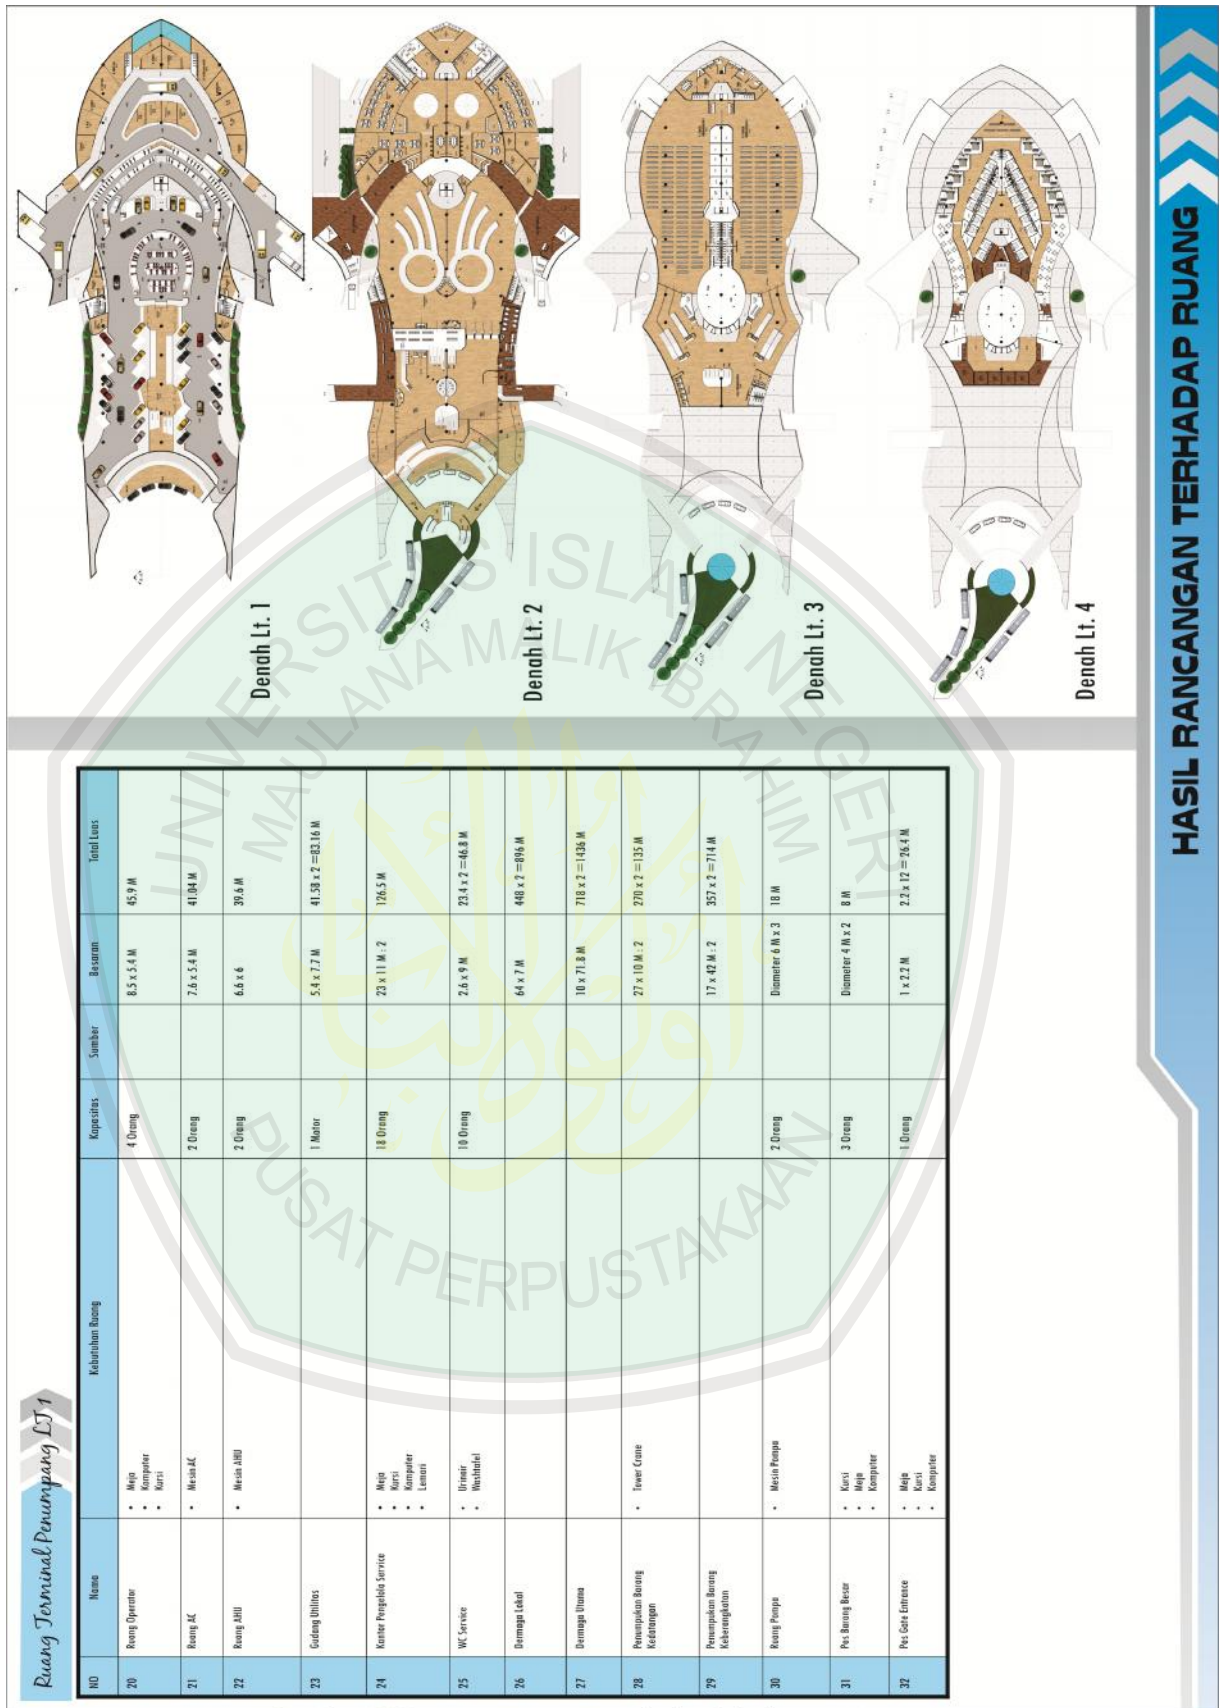 HASIL RANCANGAN TERHADAP RUANG
Ruang Terminal Penumpang LT 1
NO Nama Kebutuhan Ruang Kapasitas Sumber Besaran Total Luas
20 Ruang Operator • Meja • Komputer • Kursi 4 Orang 8.5 x 5.4 M 45.9 M
21 Ruang AC • Mesin AC 2 Orang 7.6 x 5.4 M 41.04 M
22 Ruang AHU • Mesin AHU 2 Orang 6.6 x 6 39.6 M
23 Gudang Utilitas 1 Motor 5.4 x 7.7 M 41.58 x 2 =83.16 M
24 Kantor Pengelola Service • Meja • Kursi • Komputer • Lemari 18 Orang 23 x 11 M : 2 126.5 M
25 WC Service • Urinoir • Washtafel 10 Orang 2.6 x 9 M 23.4 x 2 =46.8 M
26 Dermaga Lokal 64 x 7 M 448 x 2 =896 M
27 Dermaga Utama 10 x 71.8 M 718 x 2 =1436 M
28 Penumpukan Barang Kedatangan • Tower Crane 27 x 10 M : 2 270 x 2 =135 M
29 Penumpukan Barang Keberangkatan 17 x 42 M : 2 357 x 2 =714 M
30 Ruang Pompa • Mesin Pompa 2 Orang Diameter 6 M x 3 18 M
31 Pos Barang Besar • Kursi • Meja • Komputer 3 Orang Diameter 4 M x 2 8 M
32 Pos Gate Entrance • Meja • Kursi • Komputer 1 Orang 1 x 2.2 M 2.2 x 12 = 26.4 M
Denah Lt. 1
Denah Lt. 2
Denah Lt. 3
Denah Lt. 4
UNIVERSITAS ISLAM NEGERI
MAULANA MALIK IBRAHIM
PUSAT PERPUSTAKAAN